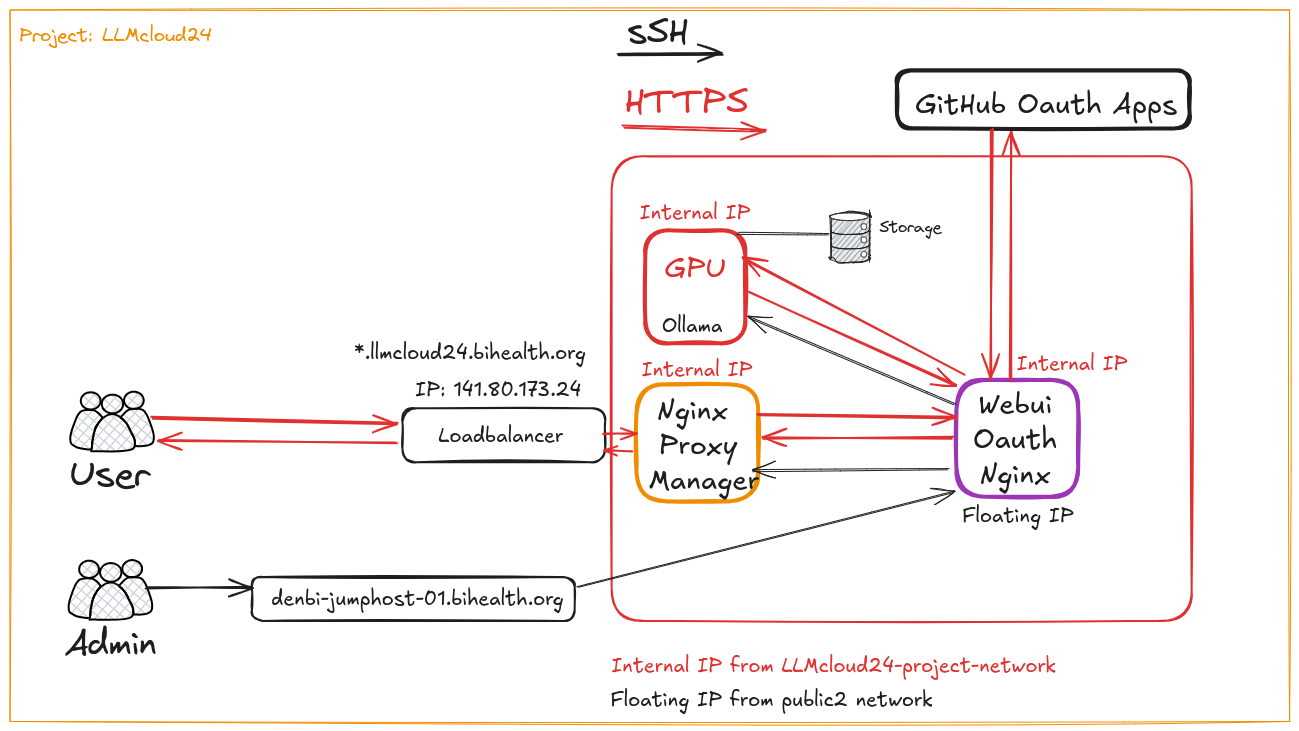 Project: LLMcloud24
SSH
HTTPS
GitHub Oauth Apps
Internal IP
Storage
GPU
Ollama
*.llmcloud24.bihealth.org
IP: 141.80.173.24
Loadbalancer
User
Internal IP
Nginx
Proxy
Manager
Internal IP
Webui
Oauth
Nginx
Floating IP
denbi-jumphost-01.bihealth.org
Admin
Internal IP from LLMcloud24-project-network
Floating IP from public2 network